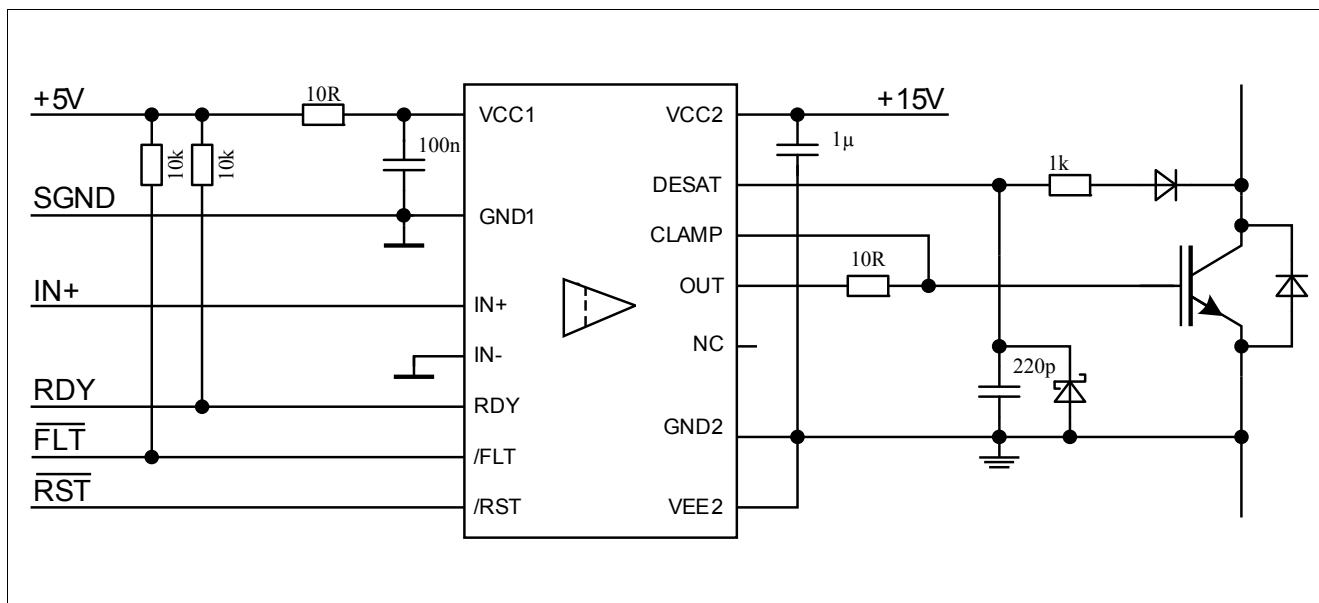 +5V
10R
VCC1
VCC2
+15V
10k
10k
100n
1µ
DESAT
1k
SGND
GND1
CLAMP
10R
OUT
IN+
IN+
NC
IN-
220p
RDY
RDY
GND2
FLT
/FLT
RST
/RST
VEE2